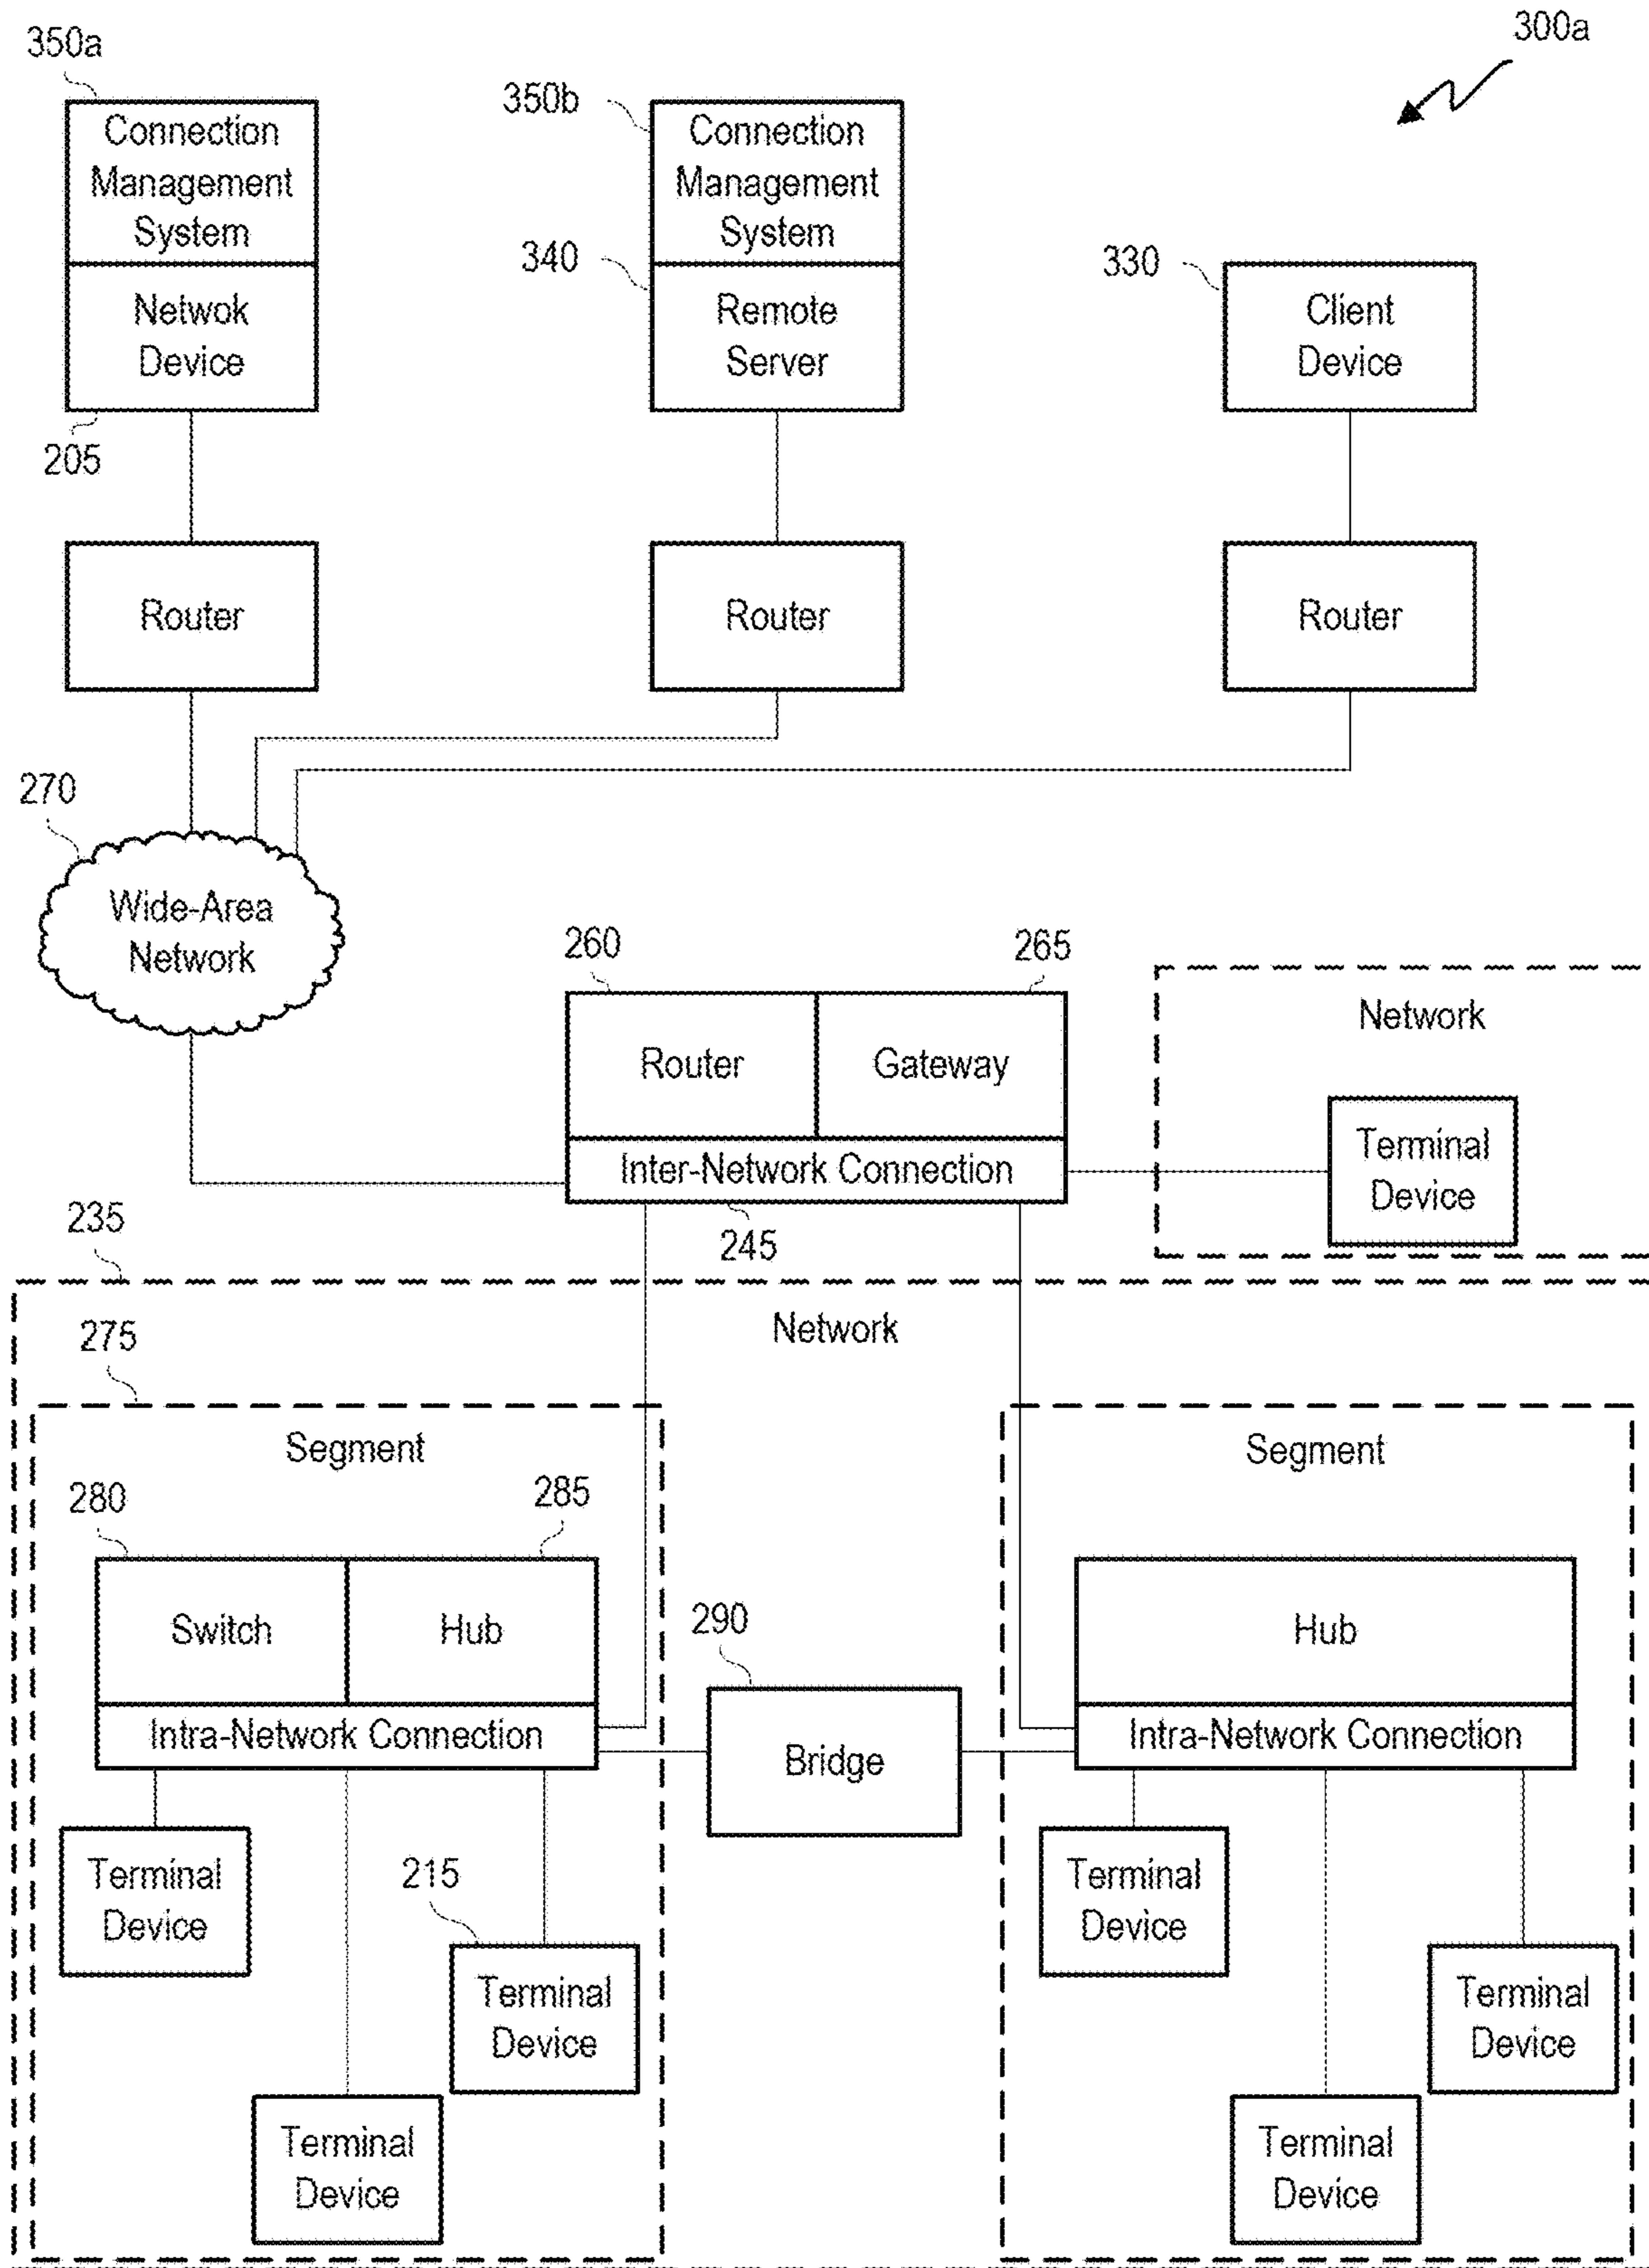 300a
350a
Connection
Management
System
Netwok
Device
205
350b
Connection
Management
System
340
Remote
Server
330
Client
Device
Router
Router
Router
270
Wide-Area
Network
260
265
Router
Gateway
Inter-Network Connection
245
Network
Terminal
Device
235
Network
275
Segment
280
285
Switch
Hub
Intra-Network Connection
Terminal
Device
215
Terminal
Device
Terminal
Device
290
Bridge
Segment
Hub
Intra-Network Connection
Terminal
Device
Terminal
Device
Terminal
Device